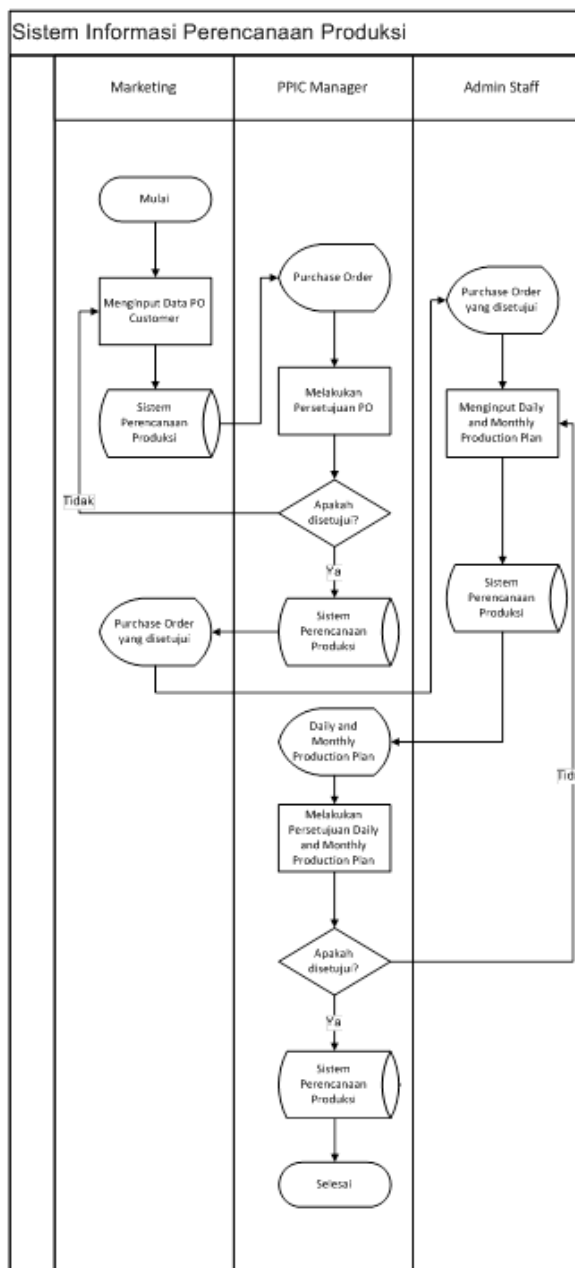 Sistem Informasi Perencanaan Produksi
Marketing
PPIC Manager
Admin Staff
Mulai
Menginput Data PO
Customer
Sistem
Perencanaan
Produksi
Purchase Order
Melakukan
Persetujuan PO
Apakah
disetujui?
Tidak
Ya
Sistem
Perencanaan
Produksi
Purchase Order
yang disetujui
Purchase Order
yang disetujui
Menginput Daily
and Monthly
Production Plan
Sistem
Perencanaan
Produksi
Daily and
Monthly
Production Plan
Melakukan
Persetujuan Daily
and Monthly
Production Plan
Apakah
disetujui?
Tid
Ya
Sistem
Perencanaan
Produksi
Selesai